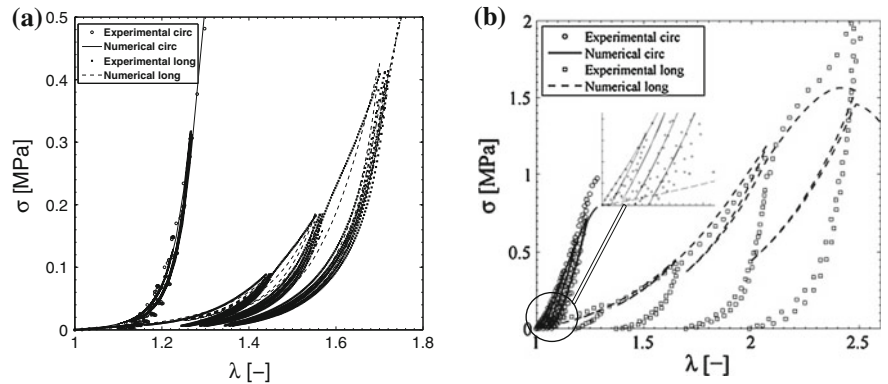 (a)
0.5
0.4
0.3
0.2
0.1
0
σ [MPa]
Experimental circ
Numerical circ
Experimental long
Numerical long
1 1.2 1.4 1.6 1.8
λ [−]
(b)
2
1.5
1
0.5
0
σ [MPa]
Experimental circ
Numerical circ
Experimental long
Numerical long
1 1.5 2 2.5
λ [−]